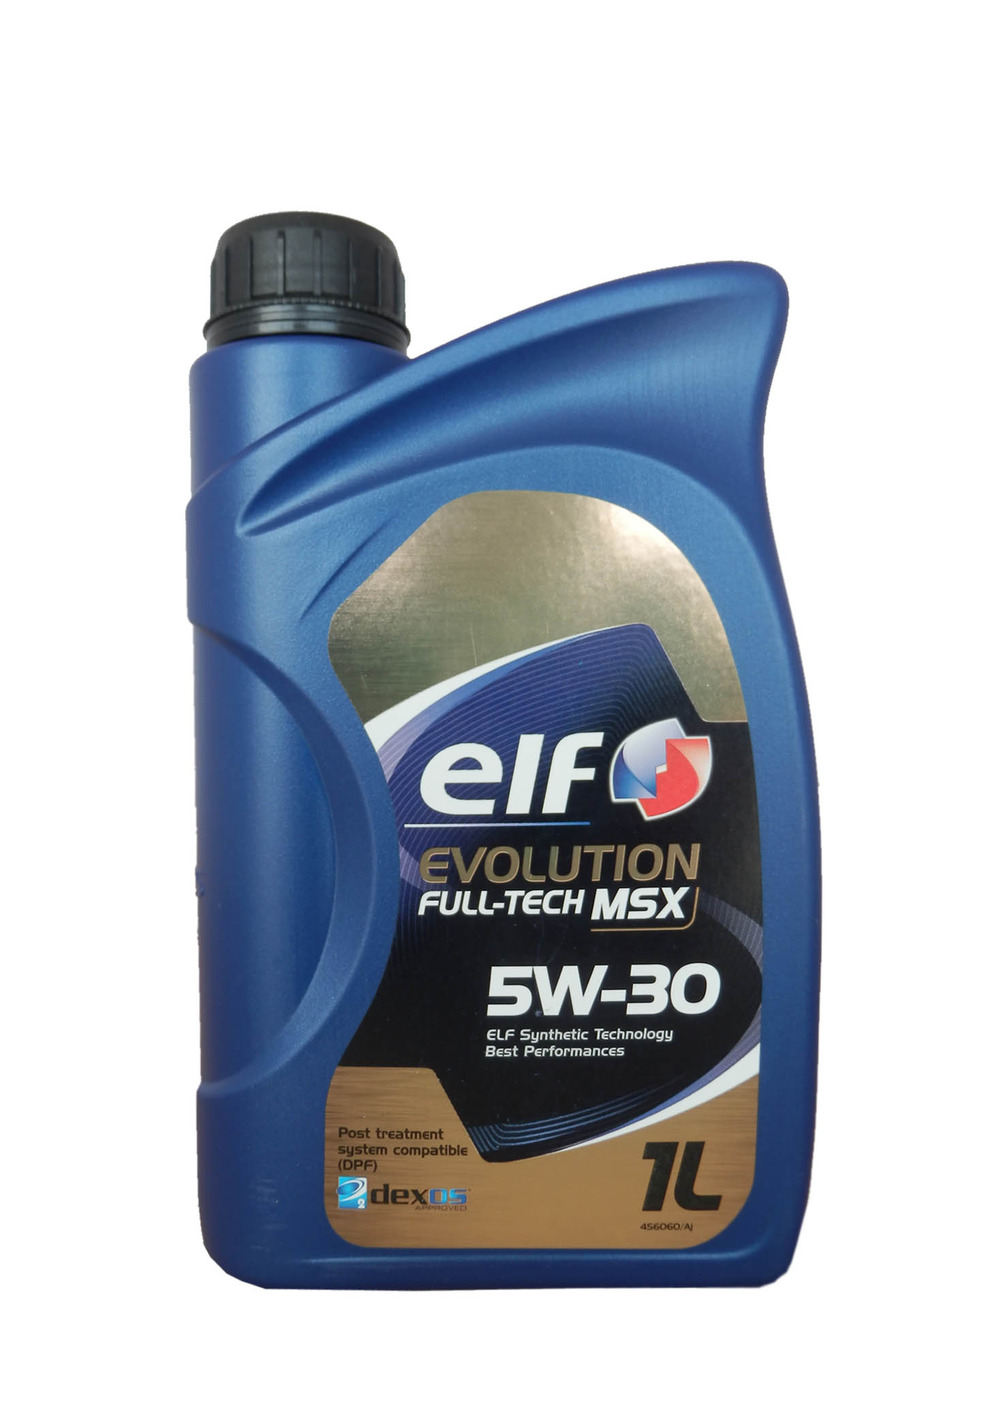 elf
EVOLUTION
FULL-TECH MSX
5W-30
ELF Synthetic Technology
Best Performances
Post treatment
system compatible
(DPF)
2 dexos
APPROVED
1L
456060/AJ